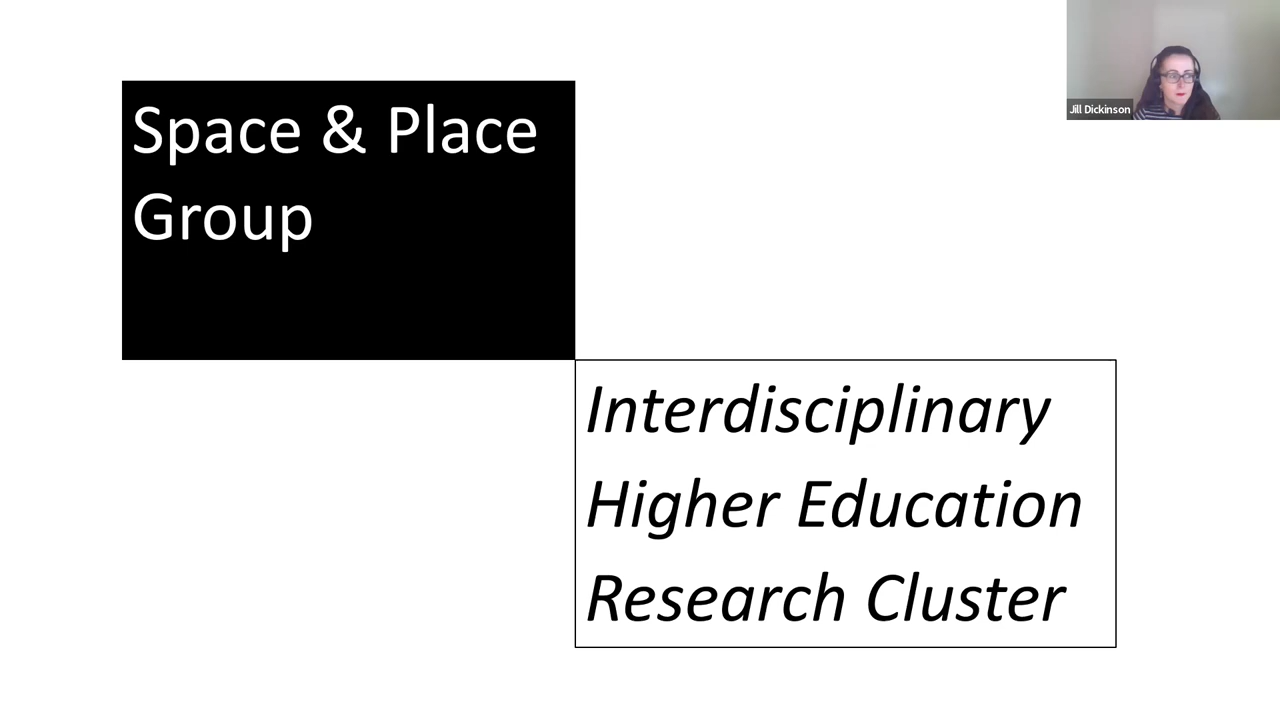 Space & Place
Group
Jill Dickinson
Interdisciplinary
Higher Education
Research Cluster